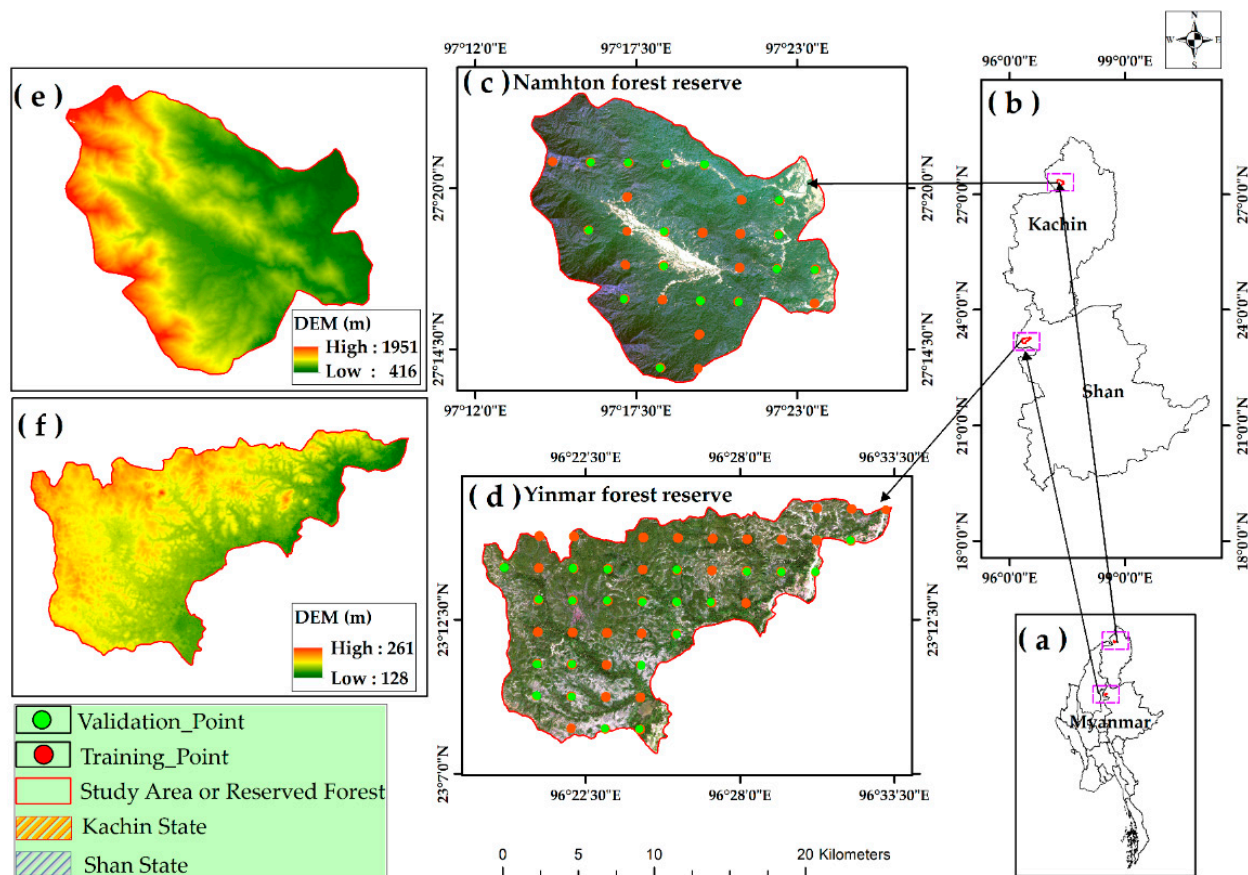 N
W E
S
97°12'0"E 97°17'30"E 97°23'0"E
96°0'0"E 99°0'0"E
( e )
DEM (m)
High : 1951
Low : 416
( c ) Namhton forest reserve
27°20'0"N
27°14'30"N
27°20'0"N
27°14'30"N
97°12'0"E 97°17'30"E 97°23'0"E
( b )
Kachin
Shan
27°0'0"N
24°0'0"N
21°0'0"N
18°0'0"N
27°0'0"N
24°0'0"N
21°0'0"N
18°0'0"N
96°0'0"E 99°0'0"E
( f )
DEM (m)
High : 261
Low : 128
96°22'30"E 96°28'0"E 96°33'30"E
( d ) Yinmar forest reserve
23°12'30"N
23°7'0"N
23°12'30"N
23°7'0"N
96°22'30"E 96°28'0"E 96°33'30"E
( a )
Myanmar
Validation_Point
Training_Point
Study Area or Reserved Forest
Kachin State
Shan State
0 5 10 20 Kilometers